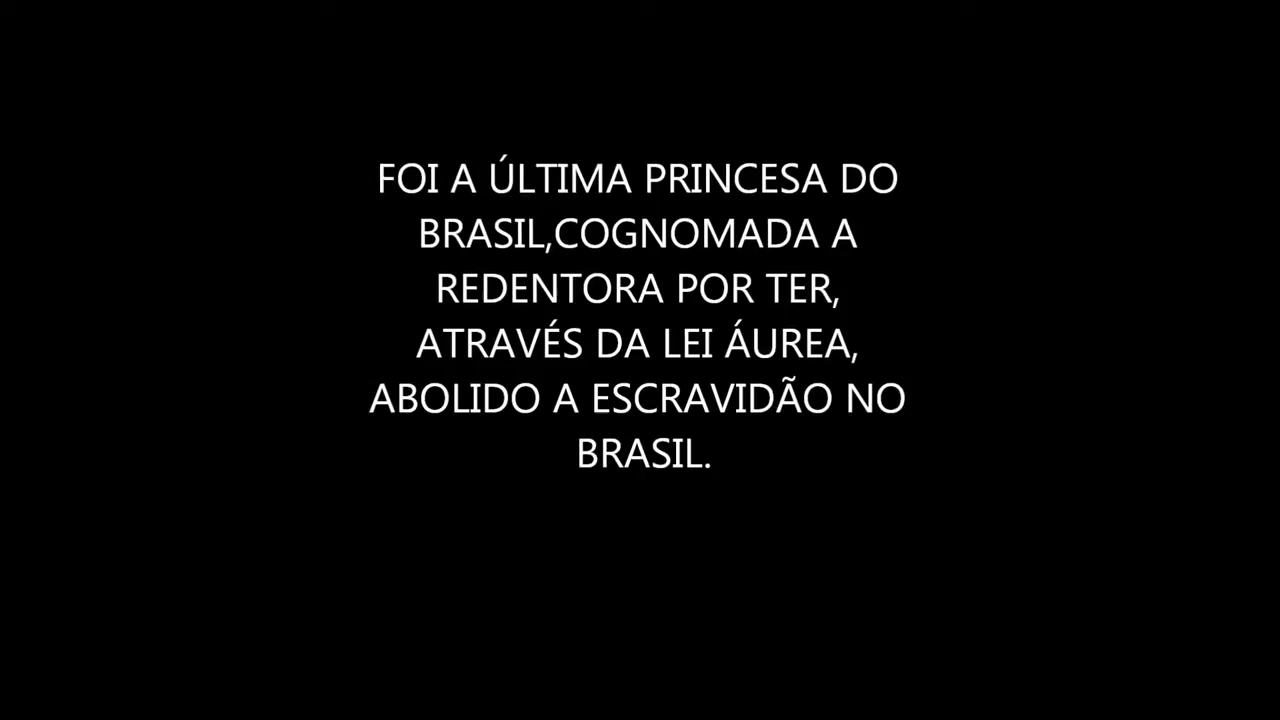 FOI A ÚLTIMA PRINCESA DO
BRASIL,COGNOMADA A
REDENTORA POR TER,
ATRAVÉS DA LEI ÁUREA,
ABOLIDO A ESCRAVIDÃO NO
BRASIL.